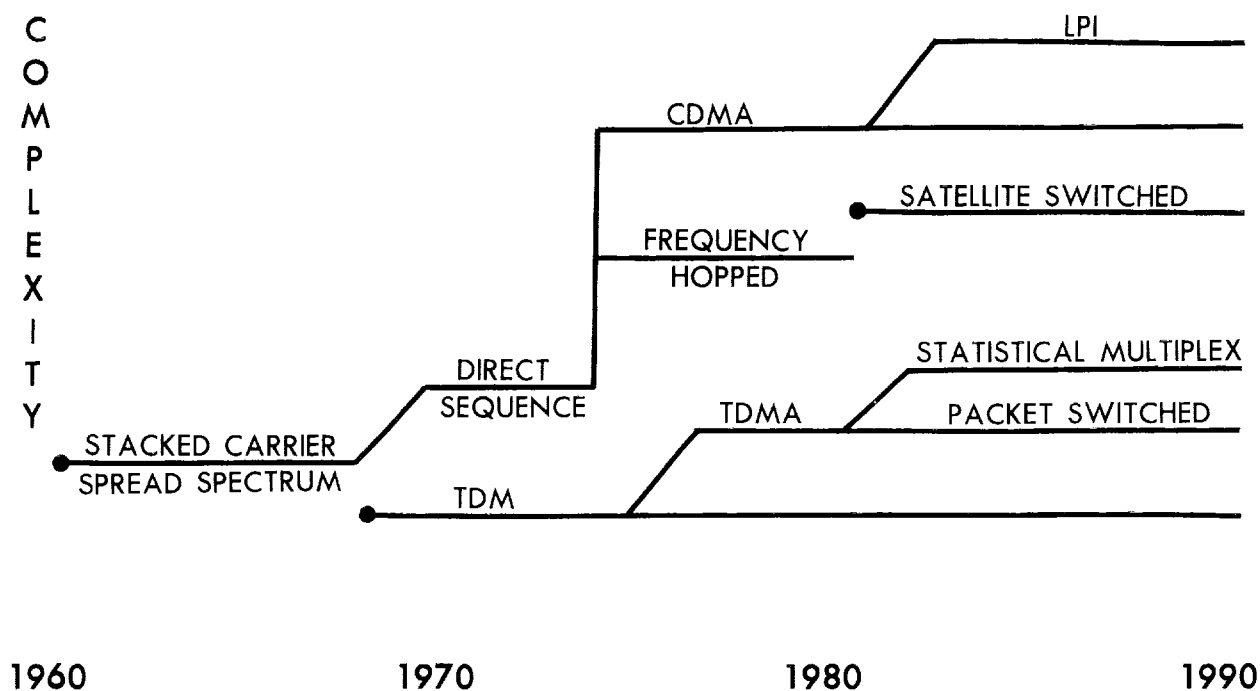 COMPLEXITY
LPI
CDMA
SATELLITE SWITCHED
FREQUENCY
HOPPED
STATISTICAL MULTIPLEX
DIRECT
SEQUENCE
TDMA
PACKET SWITCHED
STACKED CARRIER
SPREAD SPECTRUM
TDM
1960 1970 1980 1990